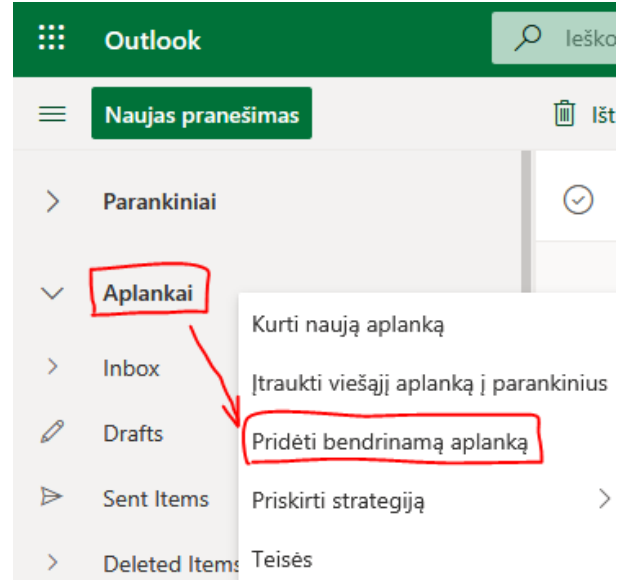 Outlook
Ieško
Naujas pranešimas
Išt
Parankiniai
Aplankai
Kurti naują aplanką
Inbox
Įtraukti viešąjį aplanką į parankinius
Drafts
Pridėti bendrinamą aplanką
Sent Items
Priskirti strategiją
Deleted Items
Teisės